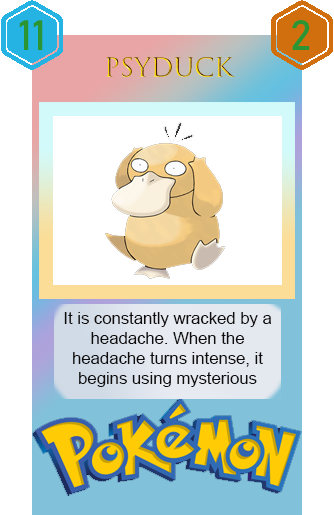 11
2
PSYDUCK
It is constantly wracked by a
headache. When the
headache turns intense, it
begins using mysterious
POKéMON